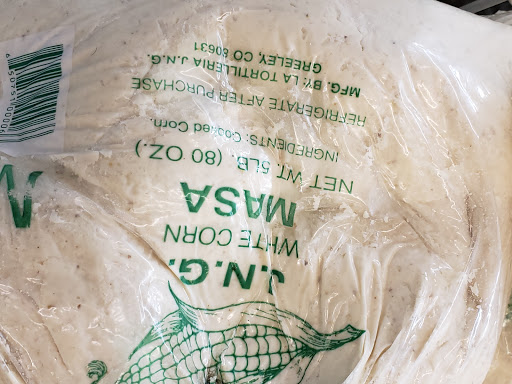 J.N.G.
WHITE CORN
MASA
NET WT. 5LB. (80 OZ.)
INGREDIENTS: Cooked Corn.
REFRIGERATE AFTER PURCHASE
MFG. BY: LA TORTILLERIA J.N.G.
GREELEY, CO 80631